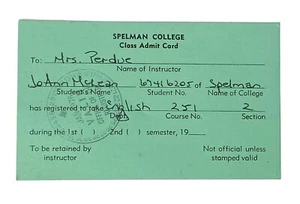 SPELMAN COLLEGE
Class Admit Card
To: Mrs. Perdue
Name of Instructor
JoAnn McLean 67416205 of Spelman
Student's Name Student No. Name of College
has registered to take English 251 2
Dept. Course No. Section
during the 1st ( ) 2nd ( ) semester, 19
To be retained by Not official unless
instructor stamped valid